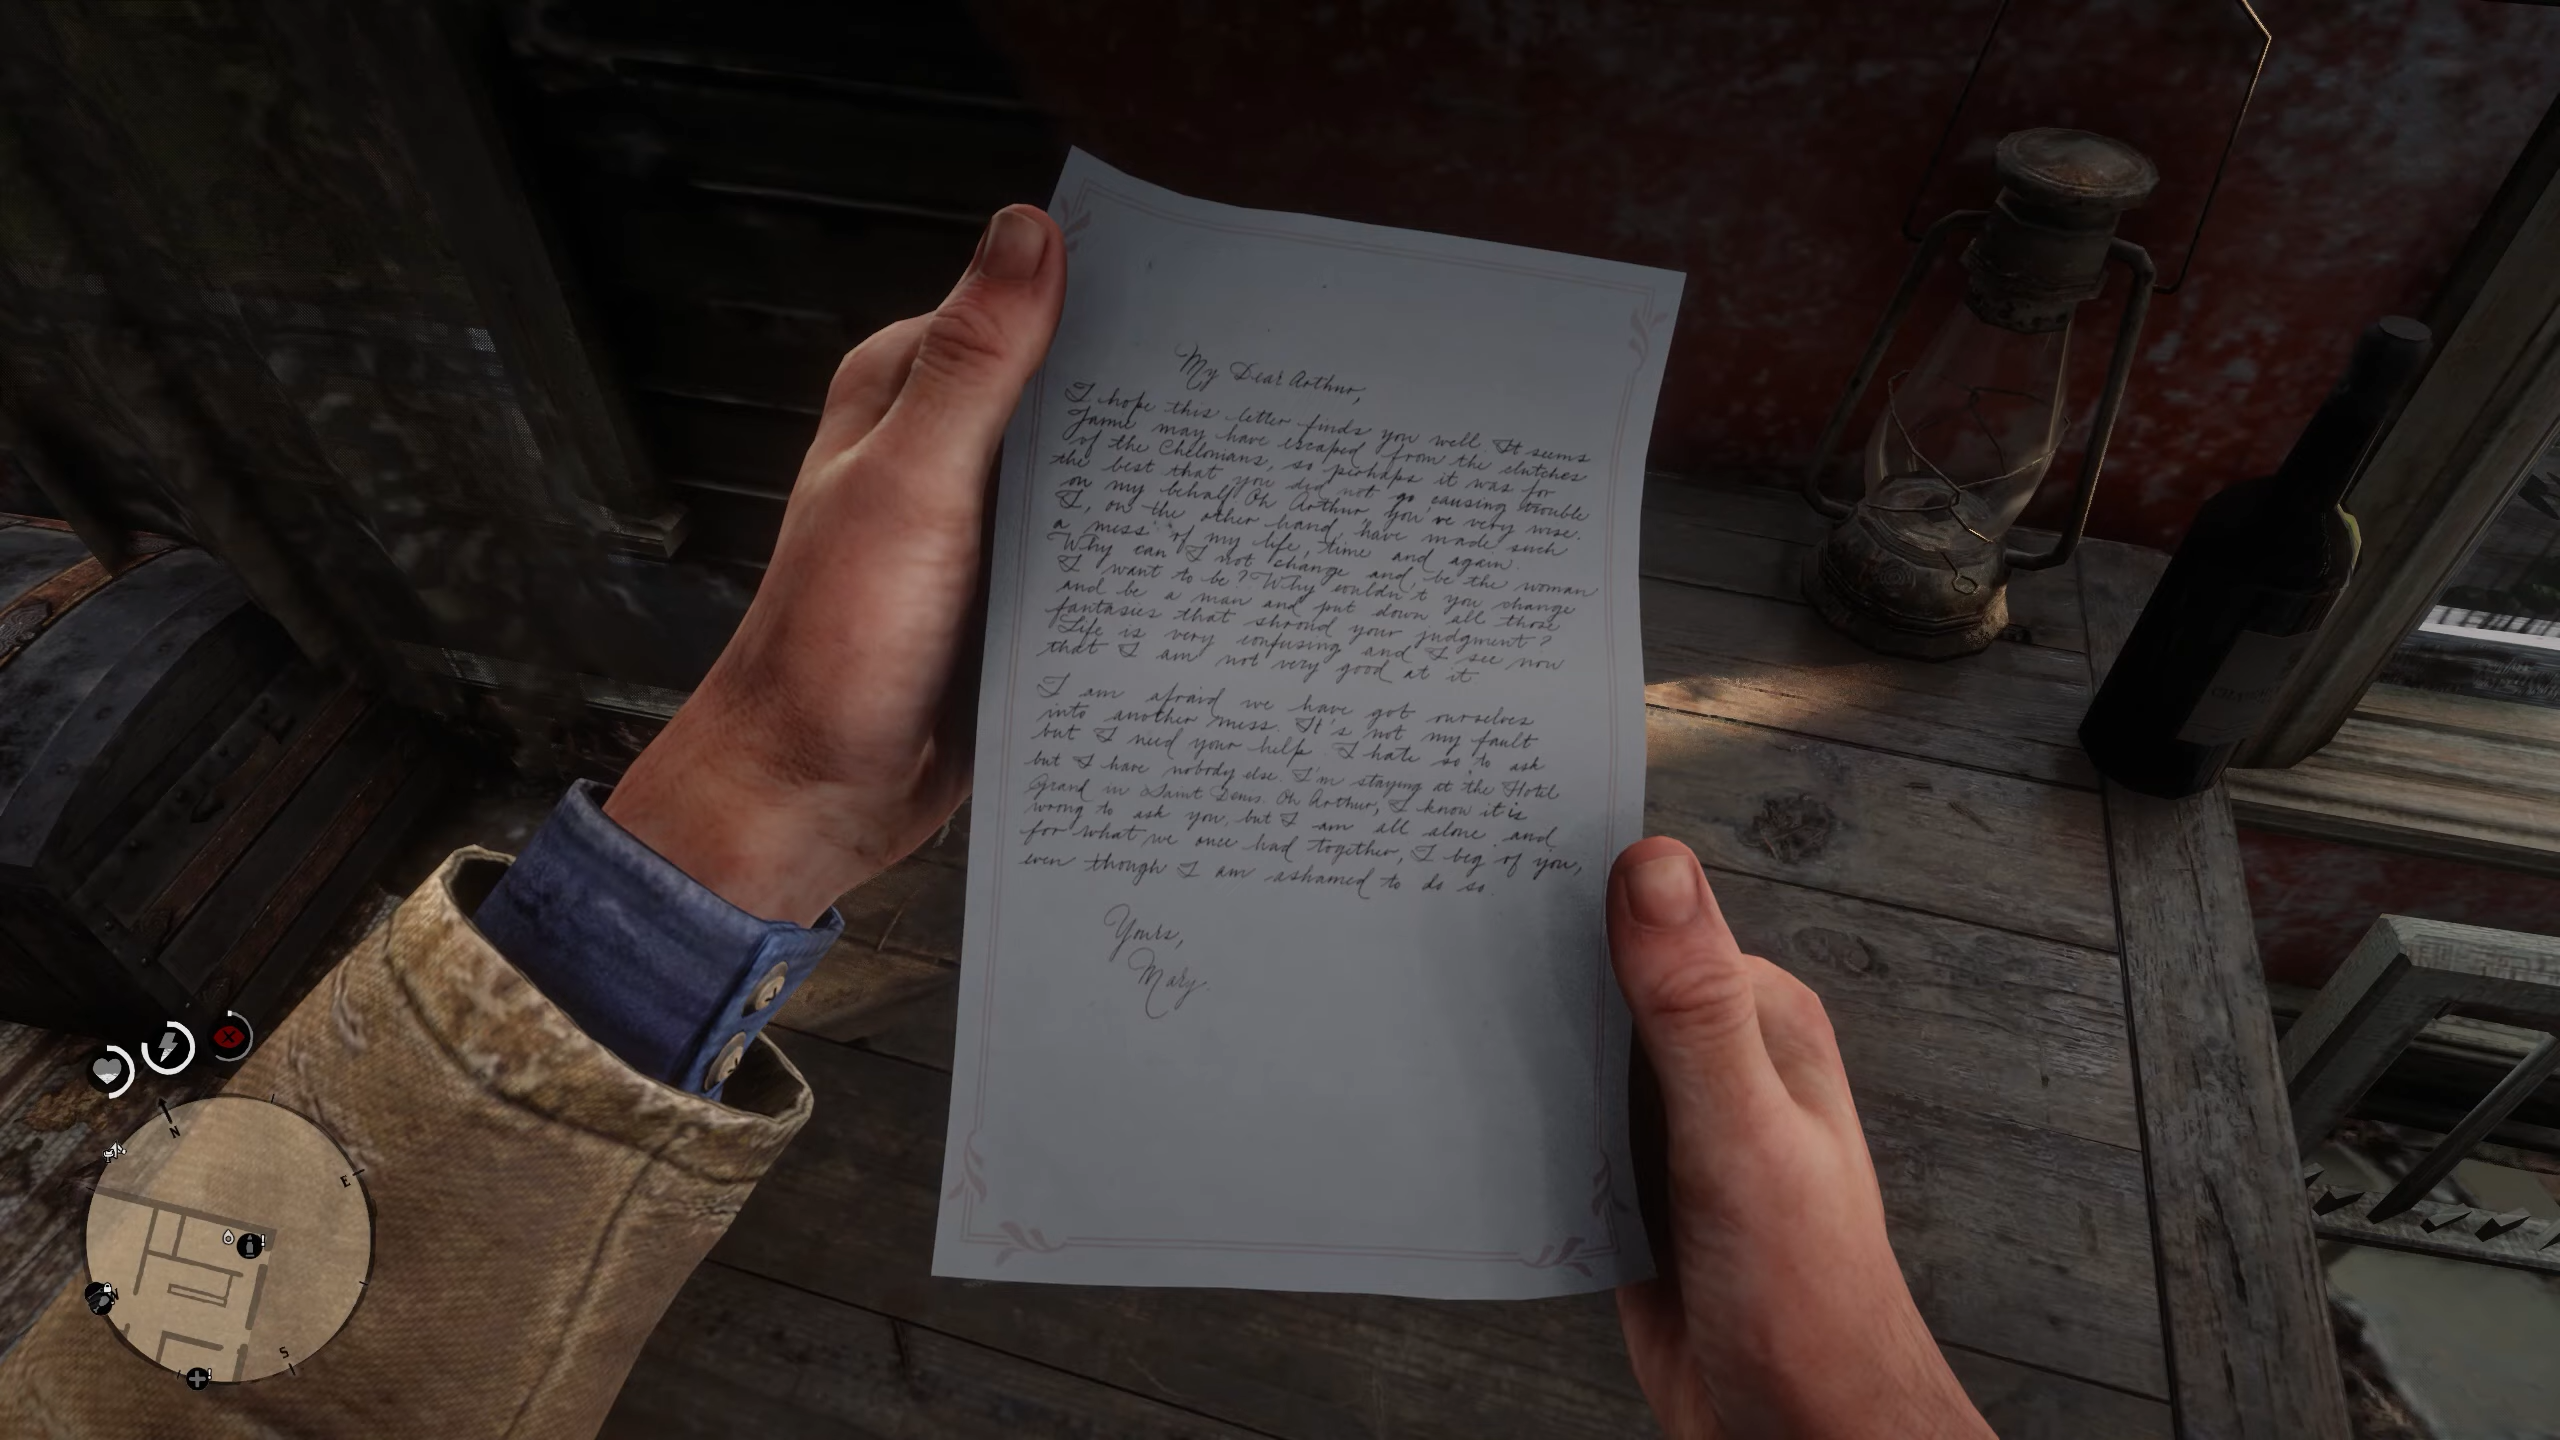 My Dear Arthur,
I hope this letter finds you well. It seems
Jamie may have escaped from the clutches
of the Chelonians, so perhaps it was for
the best that you did not go causing trouble
on my behalf. Oh Arthur you're very wise.
I, on the other hand, have made such
a mess of my life, time and again.
Why can I not change and be the woman
I want to be? Why couldn't you change
and be a man and put down all those
fantasies that shroud your judgment?
Life is very confusing and I see now
that I am not very good at it
I am afraid we have got ourselves
into another mess. It's not my fault
but I need your help. I hate so to ask
but I have nobody else. I'm staying at the Hotel
Grand in Saint Denis. Oh Arthur, I know it is
wrong to ask you, but I am all alone and
for what we once had together, I beg of you,
even though I am ashamed to do so.
Yours,
Mary.
N
E
S